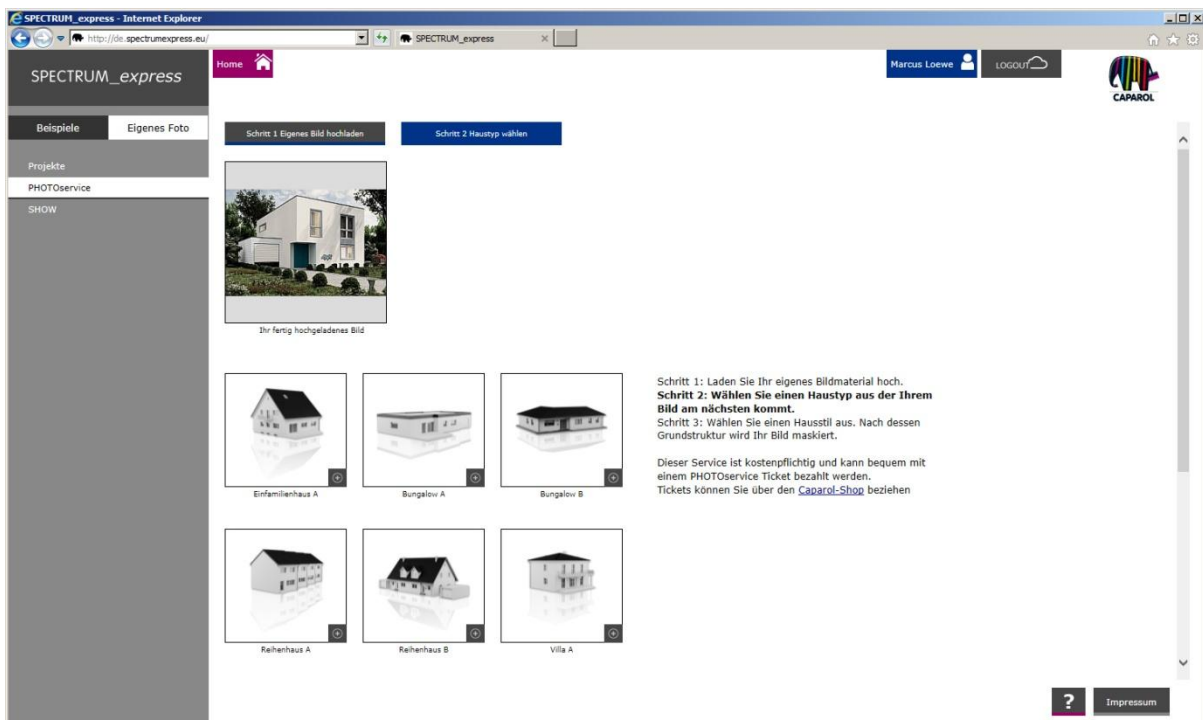 SPECTRUM_express - Internet Explorer
http://de.spectrumexpress.eu/
SPECTRUM_express
SPECTRUM_express
Home
Marcus Loewe
LOGOUT
CAPAROL
Beispiele
Eigenes Foto
Schritt 1 Eigenes Bild hochladen
Schritt 2 Haustyp wählen
Projekte
PHOTOservice
SHOW
Ihr fertig hochgeladenes Bild
Schritt 1: Laden Sie Ihr eigenes Bildmaterial hoch.
Schritt 2: Wählen Sie einen Haustyp aus der Ihrem
Bild am nächsten kommt.
Schritt 3: Wählen Sie einen Hausstil aus. Nach dessen
Grundstruktur wird Ihr Bild maskiert.
Dieser Service ist kostenpflichtig und kann bequem mit
einem PHOTOservice Ticket bezahlt werden.
Tickets können Sie über den Caparol-Shop beziehen
Einfamilienhaus A
Bungalow A
Bungalow B
Reihenhaus A
Reihenhaus B
Villa A
?
Impressum